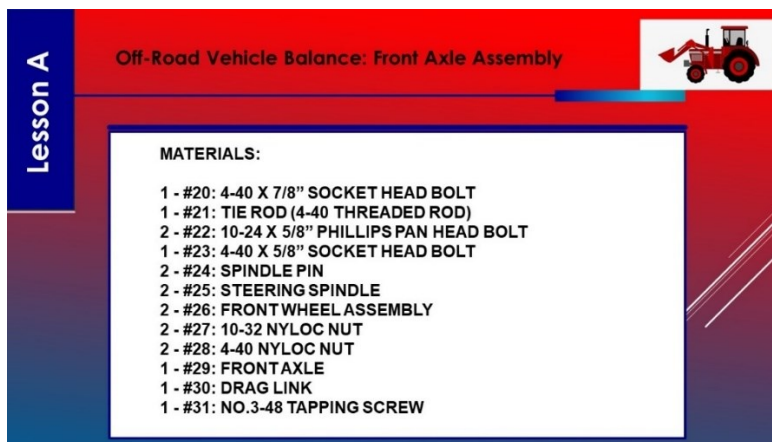 Lesson A
Off-Road Vehicle Balance: Front Axle Assembly
MATERIALS:
1 - #20: 4-40 X 7/8” SOCKET HEAD BOLT
1 - #21: TIE ROD (4-40 THREADED ROD)
2 - #22: 10-24 X 5/8” PHILLIPS PAN HEAD BOLT
1 - #23: 4-40 X 5/8” SOCKET HEAD BOLT
2 - #24: SPINDLE PIN
2 - #25: STEERING SPINDLE
2 - #26: FRONT WHEEL ASSEMBLY
2 - #27: 10-32 NYLOC NUT
2 - #28: 4-40 NYLOC NUT
1 - #29: FRONT AXLE
1 - #30: DRAG LINK
1 - #31: NO.3-48 TAPPING SCREW